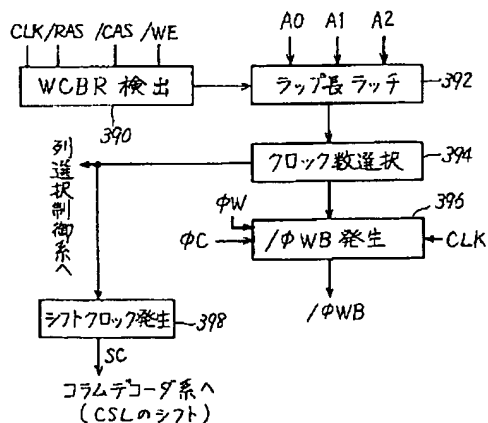 CLK /RAS /CAS /WE
A0 A1 A2
WCBR 検出
390
ラップ長ラッチ
392
クロック数選択
394
列選択制御系へ
φW
φC
/φWB 発生
396
CLK
/φWB
シフトクロック発生
398
SC
コラムデコーダ系へ
(CSLのシフト)